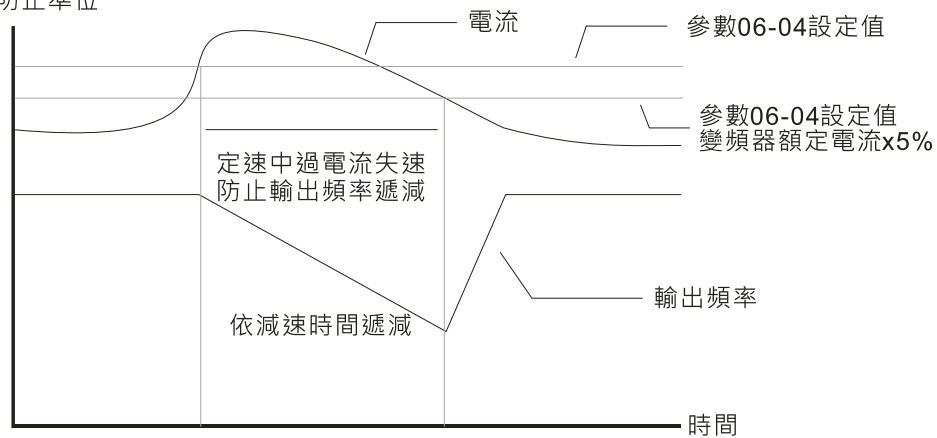 防止準位
電流
參數06-04設定值
參數06-04設定值
變頻器額定電流x5%
定速中過電流失速
防止輸出頻率遞減
輸出頻率
依減速時間遞減
時間